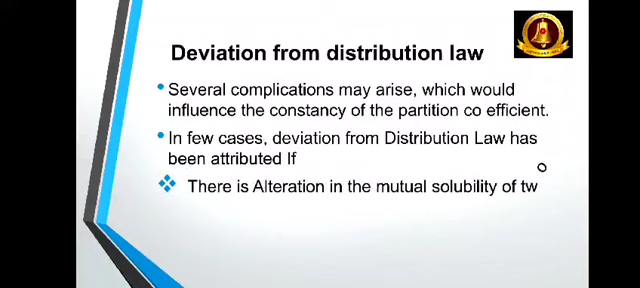 Deviation from distribution law
Several complications may arise, which would
influence the constancy of the partition co efficient.
In few cases, deviation from Distribution Law has
been attributed If
There is Alteration in the mutual solubility of tw
o